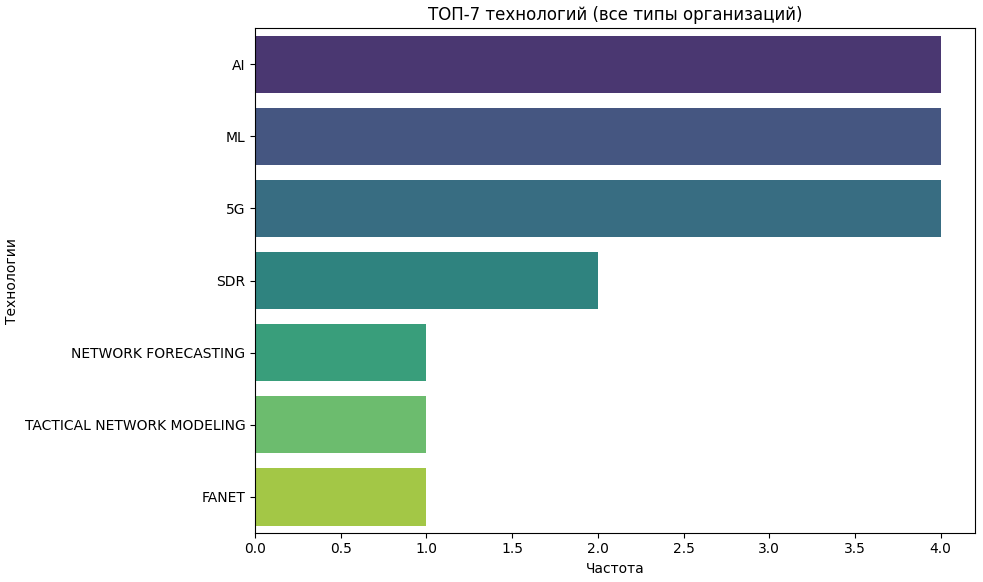 ТОП-7 технологий (все типы организаций)
Технологии
AI
ML
5G
SDR
NETWORK FORECASTING
TACTICAL NETWORK MODELING
FANET
0.0 0.5 1.0 1.5 2.0 2.5 3.0 3.5 4.0
Частота